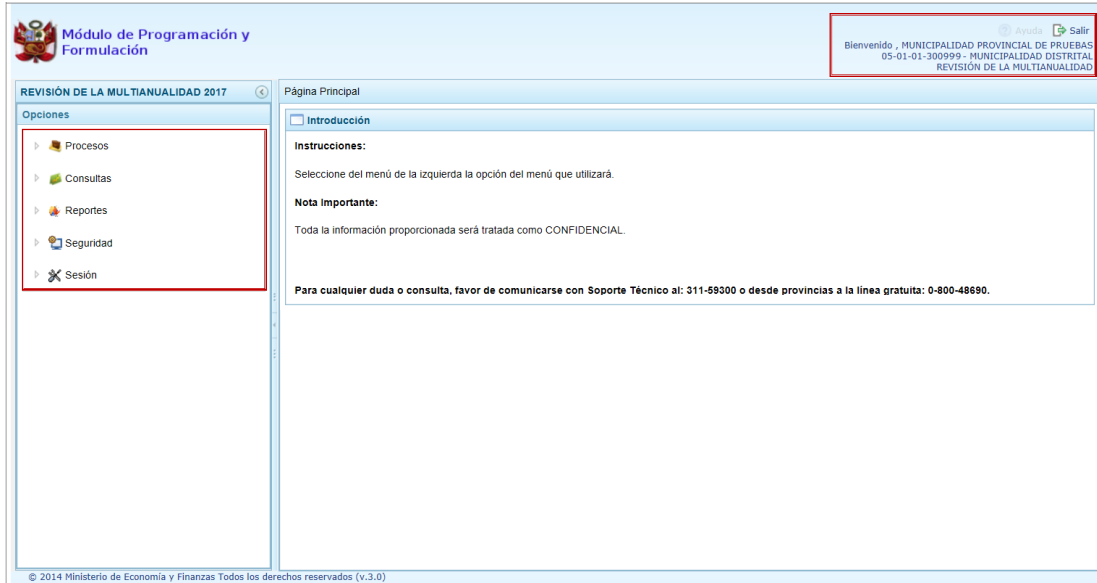 Módulo de Programación y
Formulación
Ayuda Salir
Bienvenido , MUNICIPALIDAD PROVINCIAL DE PRUEBAS
05-01-01-300999 - MUNICIPALIDAD DISTRITAL
REVISIÓN DE LA MULTIANUALIDAD
REVISIÓN DE LA MULTIANUALIDAD 2017
Opciones
Procesos
Consultas
Reportes
Seguridad
Sesión
Página Principal
Introducción
Instrucciones:
Seleccione del menú de la izquierda la opción del menú que utilizará.
Nota Importante:
Toda la información proporcionada será tratada como CONFIDENCIAL.
Para cualquier duda o consulta, favor de comunicarse con Soporte Técnico al: 311-59300 o desde provincias a la línea gratuita: 0-800-48690.
© 2014 Ministerio de Economía y Finanzas Todos los derechos reservados (v.3.0)